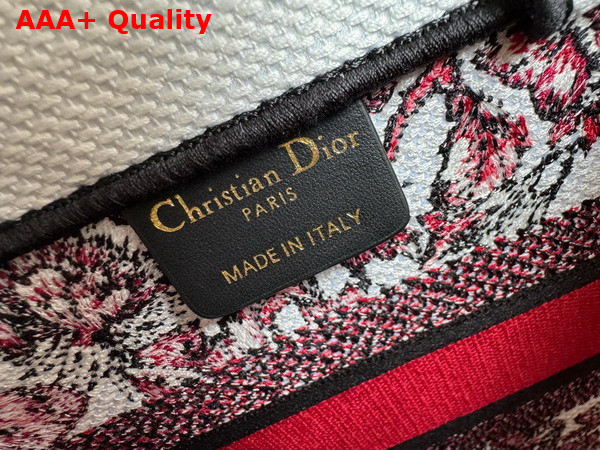 AAA+ Quality
Christian Dior
PARIS
MADE IN ITALY